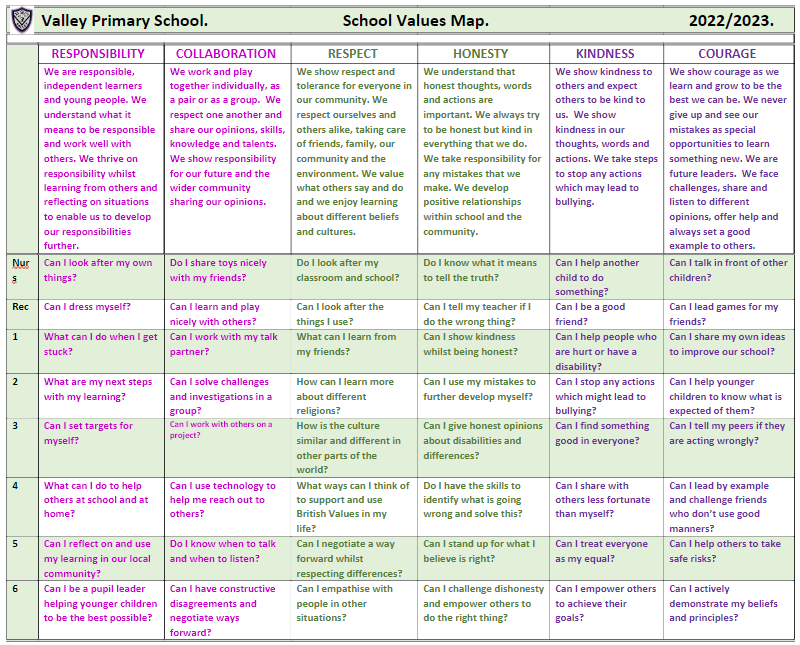 Valley Primary School.
School Values Map.
2022/2023.
RESPONSIBILITY
COLLABORATION
RESPECT
HONESTY
KINDNESS
COURAGE
We are responsible,
independent learners
and young people. We
understand what it
means to be responsible
and work well with
others. We thrive on
responsibility whilst
learning from others and
reflecting on situations
to enable us to develop
our responsibilities
further.
We work and play
together individually, as
a pair or as a group. We
respect one another and
share our opinions, skills,
knowledge and talents.
We show responsibility
for our future and the
wider community
sharing our opinions.
We show respect and
tolerance for everyone in
our community. We
respect ourselves and
others alike, taking care
of friends, family, our
community and the
environment. We value
what others say and do
and we enjoy learning
about different beliefs
and cultures.
We understand that
honest thoughts, words
and actions are
important. We always try
to be honest but kind in
everything that we do.
We take responsibility for
any mistakes that we
make. We develop
positive relationships
within school and the
community.
We show kindness to
others and expect
others to be kind to
us. We show
kindness in our
thoughts, words and
actions. We take steps
to stop any actions
which may lead to
bullying.
We show courage as we
learn and grow to be the
best we can be. We never
give up and see our
mistakes as special
opportunities to learn
something new. We are
future leaders. We face
challenges, share and
listen to different
opinions, offer help and
always set a good
example to others.
Nur
s
Can I look after my own
things?
Do I share toys nicely
with my friends?
Do I look after my
classroom and school?
Do I know what it means
to tell the truth?
Can I help another
child to do
something?
Can I talk in front of other
children?
Rec
Can I dress myself?
Can I learn and play
nicely with others?
Can I look after the
things I use?
Can I tell my teacher if I
do the wrong thing?
Can I be a good
friend?
Can I lead games for my
friends?
1
What can I do when I get
stuck?
Can I work with my talk
partner?
What can I learn from
my friends?
Can I show kindness
whilst being honest?
Can I help people who
are hurt or have a
disability?
Can I share my own ideas
to improve our school?
2
What are my next steps
with my learning?
Can I solve challenges
and investigations in a
group?
How can I learn more
about different
religions?
Can I use my mistakes to
further develop myself?
Can I stop any actions
which might lead to
bullying?
Can I help younger
children to know what is
expected of them?
3
Can I set targets for
myself?
Can I work with others on a
project?
How is the culture
similar and different in
other parts of the
world?
Can I give honest opinions
about disabilities and
differences?
Can I find something
good in everyone?
Can I tell my peers if they
are acting wrongly?
4
What can I do to help
others at school and at
home?
Can I use technology to
help me reach out to
others?
What ways can I think of
to support and use
British Values in my
life?
Do I have the skills to
identify what is going
wrong and solve this?
Can I share with
others less fortunate
than myself?
Can I lead by example
and challenge friends
who don't use good
manners?
5
Can I reflect on and use
my learning in our local
community?
Do I know when to talk
and when to listen?
Can I negotiate a way
forward whilst
respecting differences?
Can I stand up for what I
believe is right?
Can I treat everyone
as my equal?
Can I help others to take
safe risks?
6
Can I be a pupil leader
helping younger children
to be the best possible?
Can I have constructive
disagreements and
negotiate ways
forward?
Can I empathise with
people in other
situations?
Can I challenge dishonesty
and empower others to
do the right thing?
Can I empower others
to achieve their
goals?
Can I actively
demonstrate my beliefs
and principles?